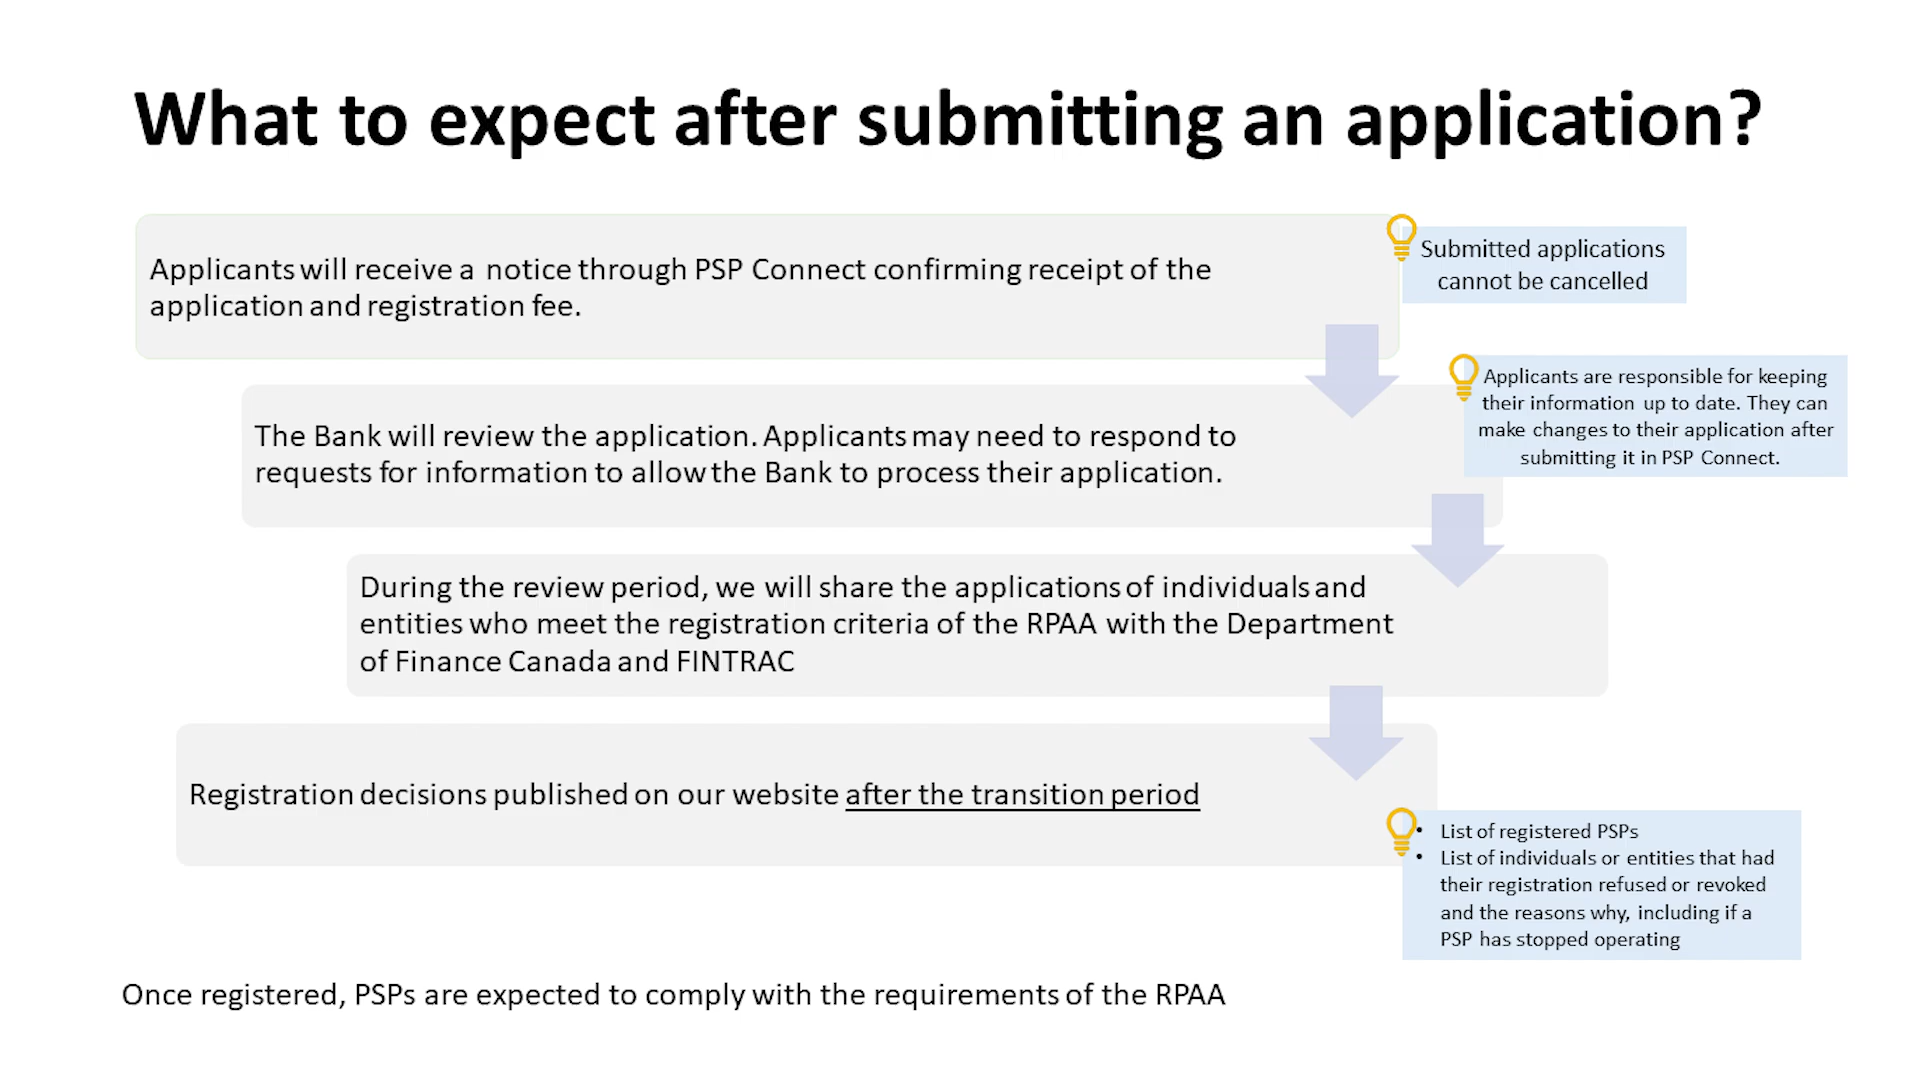 What to expect after submitting an application?
Applicants will receive a notice through PSP Connect confirming receipt of the
application and registration fee.
Submitted applications
cannot be cancelled
The Bank will review the application. Applicants may need to respond to
requests for information to allow the Bank to process their application.
Applicants are responsible for keeping
their information up to date. They can
make changes to their application after
submitting it in PSP Connect.
During the review period, we will share the applications of individuals and
entities who meet the registration criteria of the RPAA with the Department
of Finance Canada and FINTRAC
Registration decisions published on our website after the transition period
• List of registered PSPs
• List of individuals or entities that had
their registration refused or revoked
and the reasons why, including if a
PSP has stopped operating
Once registered, PSPs are expected to comply with the requirements of the RPAA